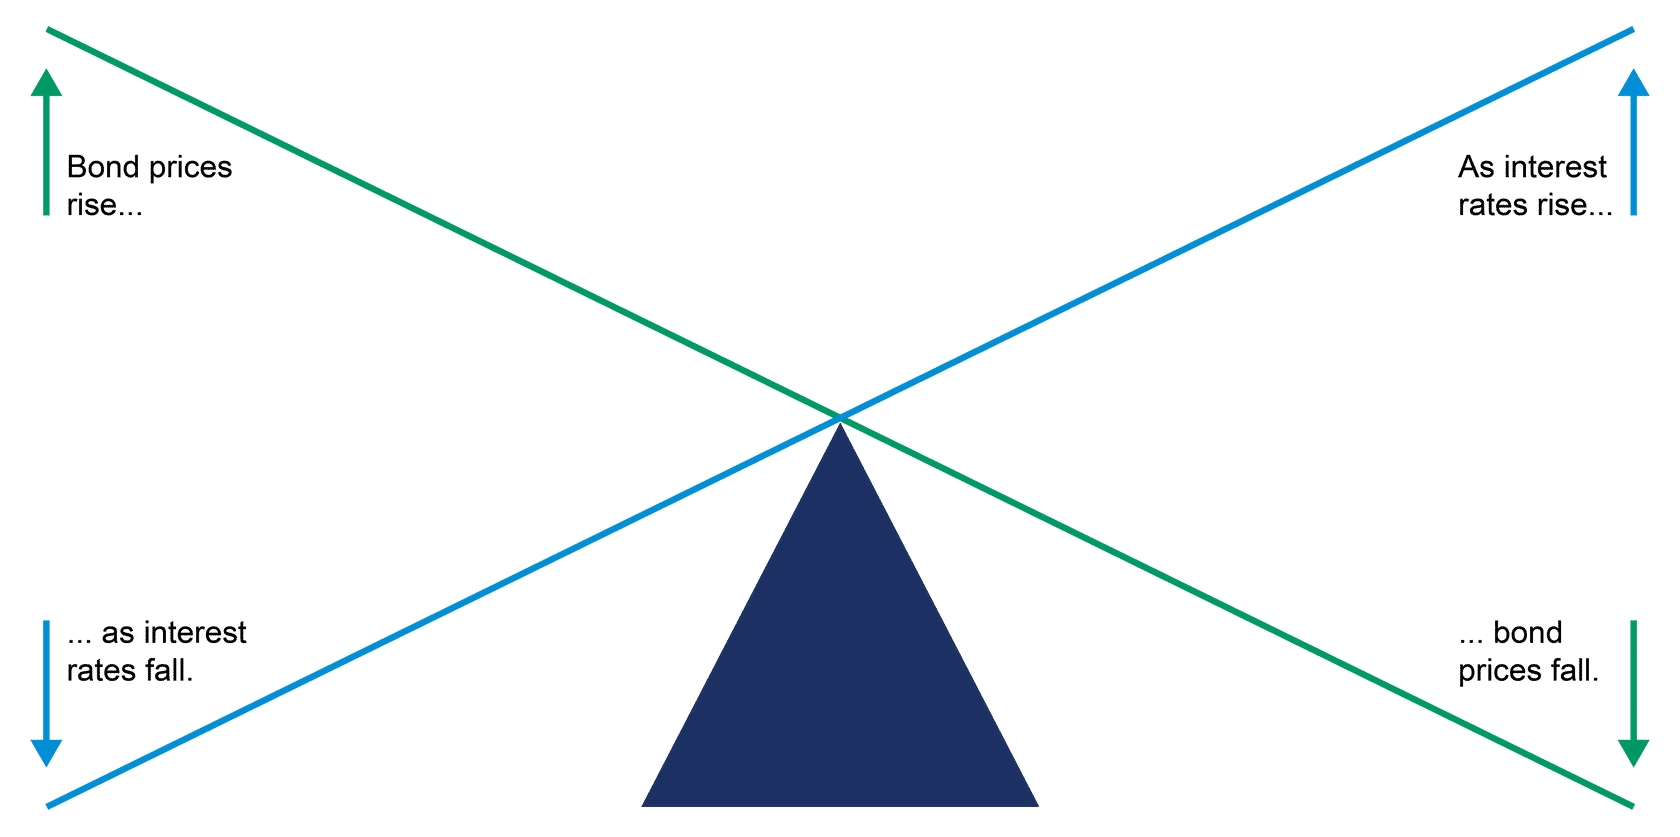 Bond prices
rise...
As interest
rates rise...
... as interest
rates fall.
... bond
prices fall.